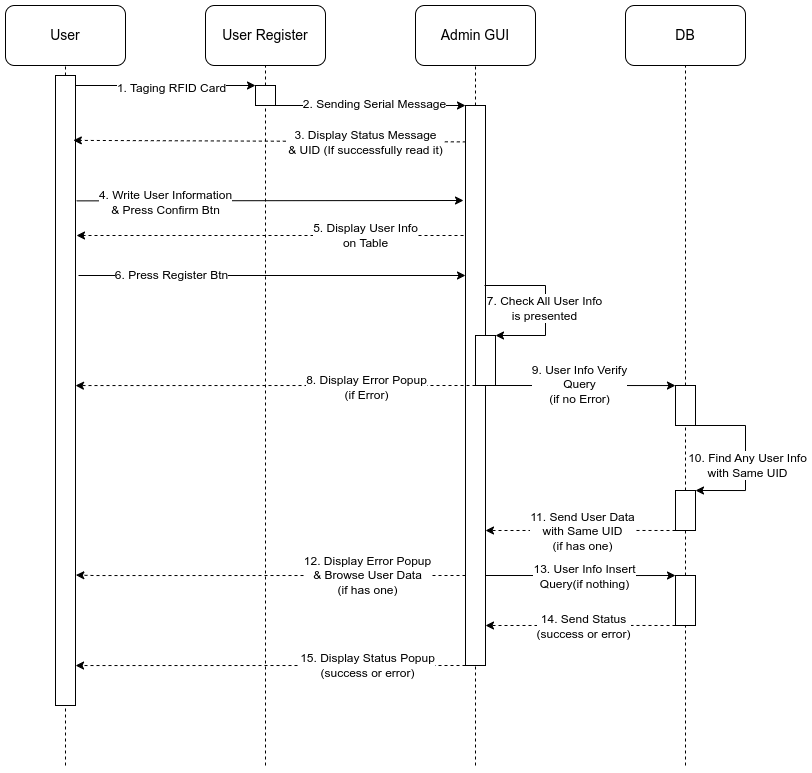 User
User Register
Admin GUI
DB
1. Taging RFID Card
2. Sending Serial Message
3. Display Status Message
& UID (If successfully read it)
4. Write User Information
& Press Confirm Btn
5. Display User Info
on Table
6. Press Register Btn
7. Check All User Info
is presented
8. Display Error Popup
(if Error)
9. User Info Verify
Query
(if no Error)
10. Find Any User Info
with Same UID
11. Send User Data
with Same UID
(if has one)
12. Display Error Popup
& Browse User Data
(if has one)
13. User Info Insert
Query(if nothing)
14. Send Status
(success or error)
15. Display Status Popup
(success or error)